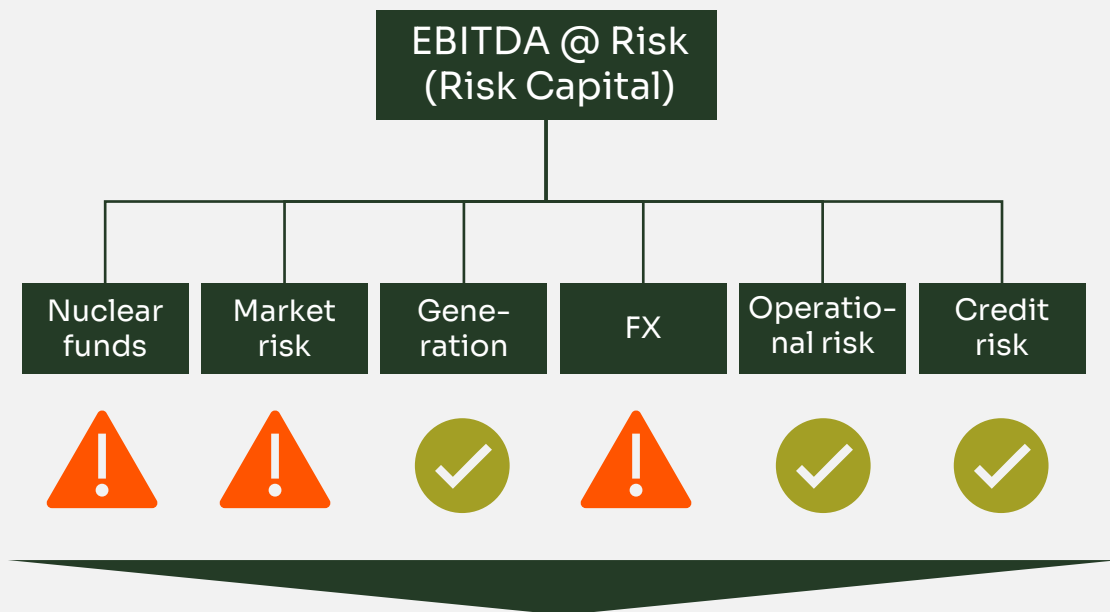 EBITDA @ Risk
(Risk Capital)
Nuclear
funds
Market
risk
Gene-
ration
FX
Operatio-
nal risk
Credit
risk